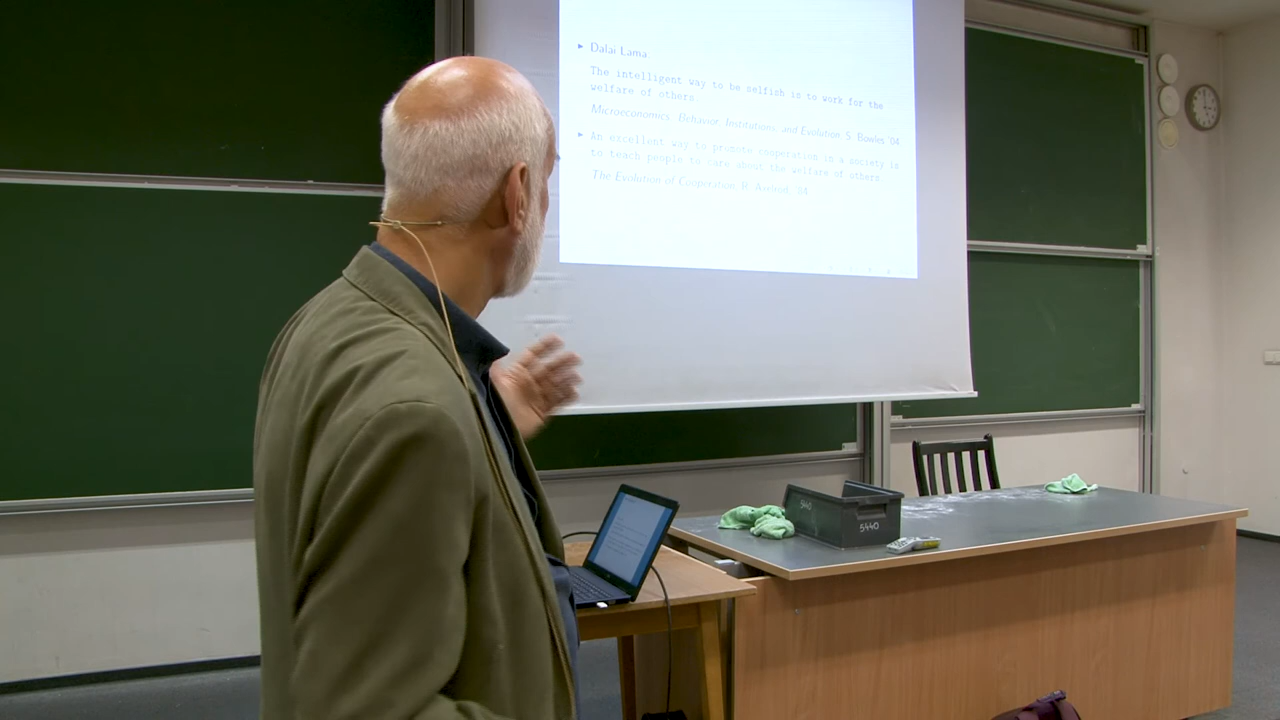 ▶ Dalai Lama:
The intelligent way to be selfish is to work for the
welfare of others
Microeconomics: Behavior, Institutions, and Evolution, S. Bowles '04.
▶ An excellent way to promote cooperation in a society is
to teach people to care about the welfare of others
The Evolution of Cooperation, R. Axelrod, '84
5440
5440